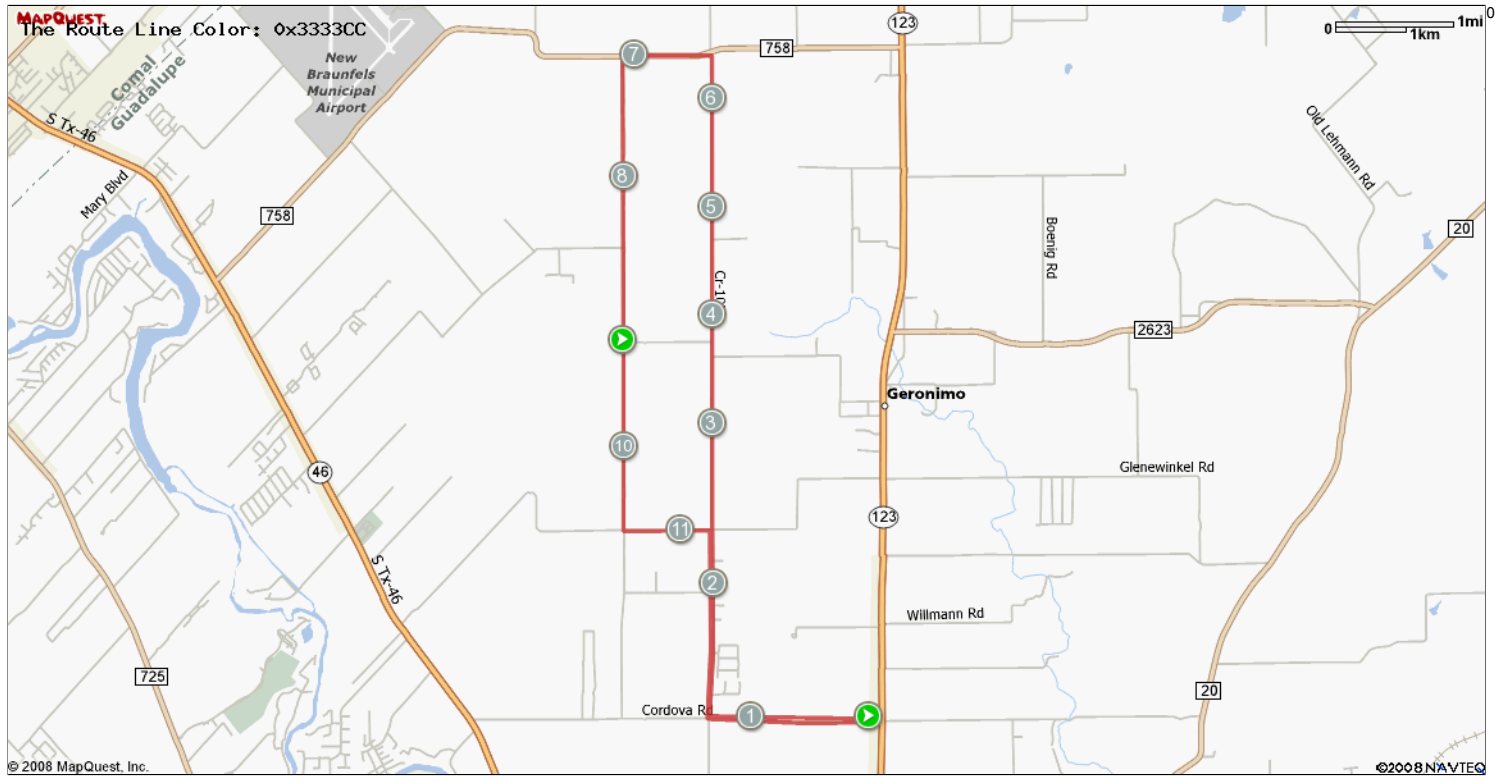 MAPQUEST
The Route Line Color: 0x3333CC
0
1mi
0
1km
123
758
7
New
Braunfels
Municipal
Airport
Comal
Guadalupe
S Tx-46
6
Old Lehmann Rd
Mary Blvd
8
5
758
20
Boenig Rd
4
2623
Geronimo
3
10
46
Glenewinkel Rd
123
11
S Tx-46
2
Willmann Rd
725
20
Cordova Rd
1
© 2008 MapQuest, Inc.
©2008 NAVTEQ